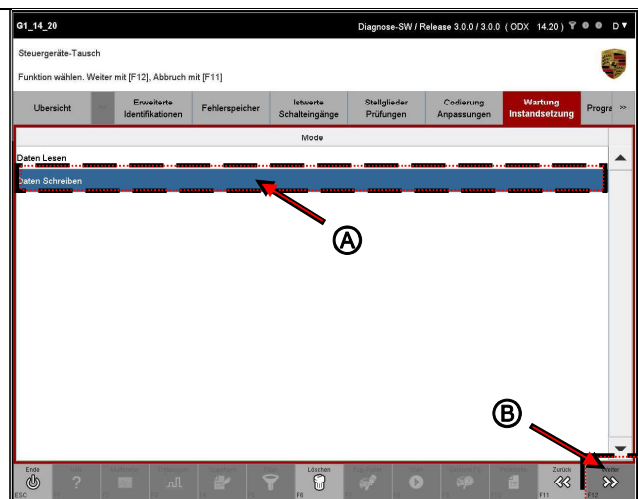 G1_14_20
Diagnose-SW / Release 3.0.0 / 3.0.0 ( ODX 14.20 ) D
Steuergeräte-Tausch
Funktion wählen. Weiter mit [F12], Abbruch mit [F11]
Ubersicht
Erweiterte Identifikationen
Fehlerspeicher
Istwerte Schalteingänge
Stellglieder Prüfungen
Codierung Anpassungen
Wartung Instandsetzung
Progra >>
Mode
Daten Lesen
Daten Schreiben
A
B
Ende
Löschen
Zurück
Weiter
?
ESC
F6
F11
F12